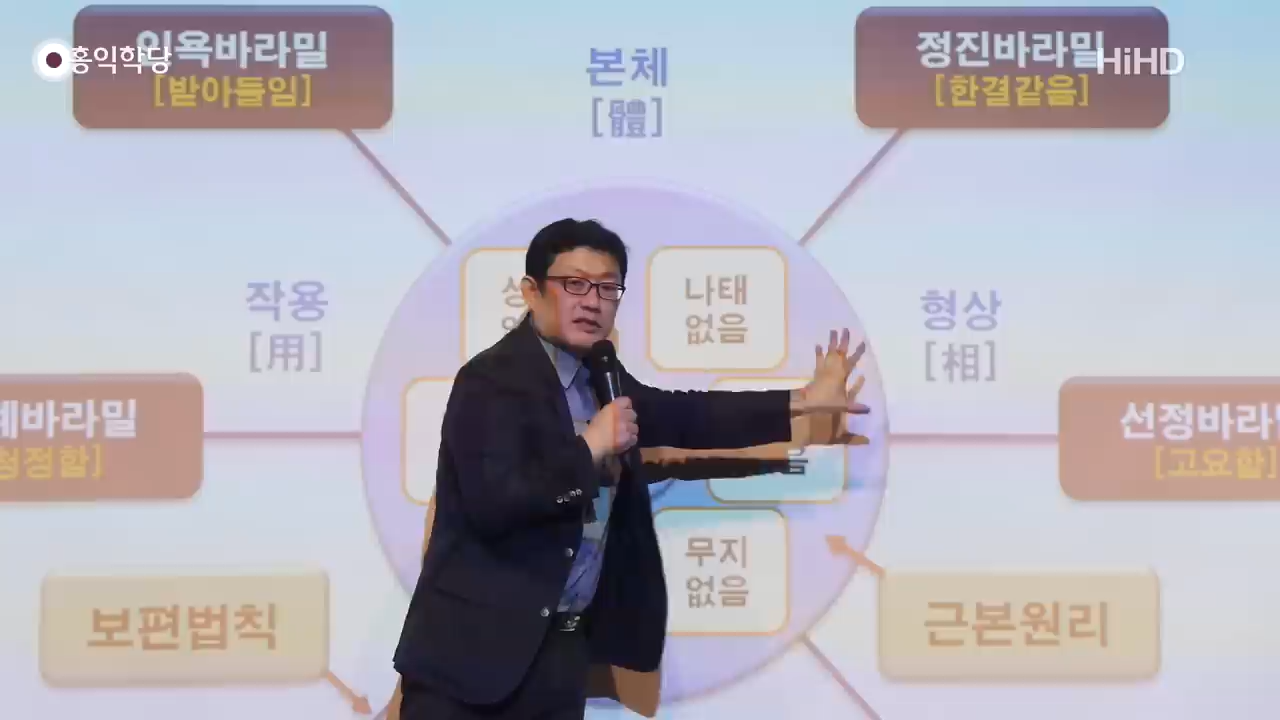 홍익학당
HiHD
욕바라밀
[받아들임]
본체
[體]
정진바라밀
[한결같음]
작용
[用]
나태
없음
형상
[相]
계바라밀
청정함]
선정바라
[고요함]
무지
없음
보편법칙
근본원리